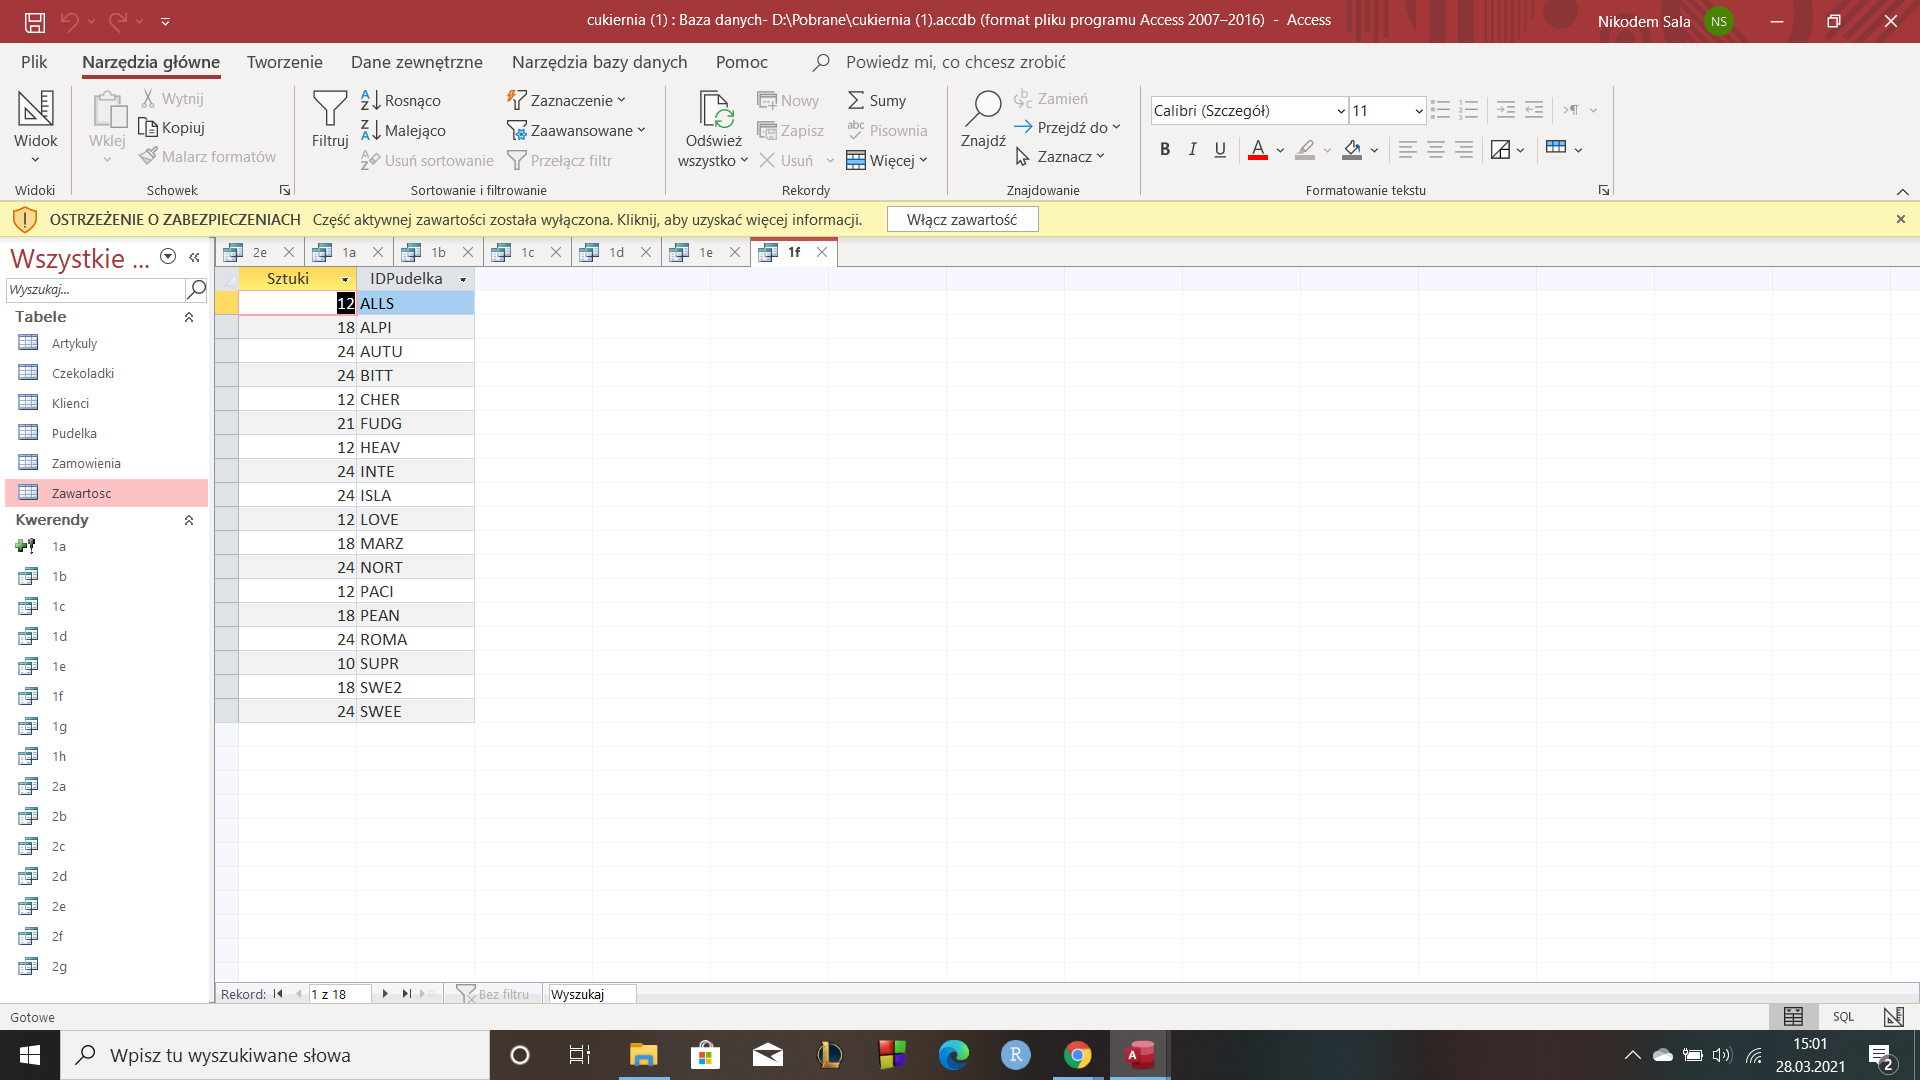 cukiernia (1) : Baza danych- D:\Pobrane\cukiernia (1).accdb (format pliku programu Access 2007–2016)  -  Access
Nikodem Sala
NS
Plik
Narzędzia główne
Tworzenie
Dane zewnętrzne
Narzędzia bazy danych
Pomoc
Powiedz mi, co chcesz zrobić
Widok
Widoki
Wklej
Wytnij
Kopiuj
Malarz formatów
Schowek
Filtruj
Rosnąco
Malejąco
Usuń sortowanie
Zaznaczenie
Zaawansowane
Przełącz filtr
Sortowanie i filtrowanie
Odśwież
wszystko
Nowy
Zapisz
Usuń
Sumy
Pisownia
Więcej
Rekordy
Znajdź
Zamień
Przejdź do
Zaznacz
Znajdowanie
Calibri (Szczegół)
11
B I U A
Formatowanie tekstu
OSTRZEŻENIE O ZABEZPIECZENIACH
Część aktywnej zawartości została wyłączona. Kliknij, aby uzyskać więcej informacji.
Włącz zawartość
Wszystkie ...
Wyszukaj...
Tabele
Artykuly
Czekoladki
Klienci
Pudelka
Zamowienia
Zawartosc
Kwerendy
1a
1b
1c
1d
1e
1f
1g
1h
2a
2b
2c
2d
2e
2f
2g
2e
1a
1b
1c
1d
1e
1f
Sztuki IDPudelka
12 ALLS
18 ALPI
24 AUTU
24 BITT
12 CHER
21 FUDG
12 HEAV
24 INTE
24 ISLA
12 LOVE
18 MARZ
24 NORT
12 PACI
18 PEAN
24 ROMA
10 SUPR
18 SWE2
24 SWEE
Rekord:
1 z 18
Bez filtru
Wyszukaj
Gotowe
SQL
Wpisz tu wyszukiwane słowa
R
A
15:01
28.03.2021
2